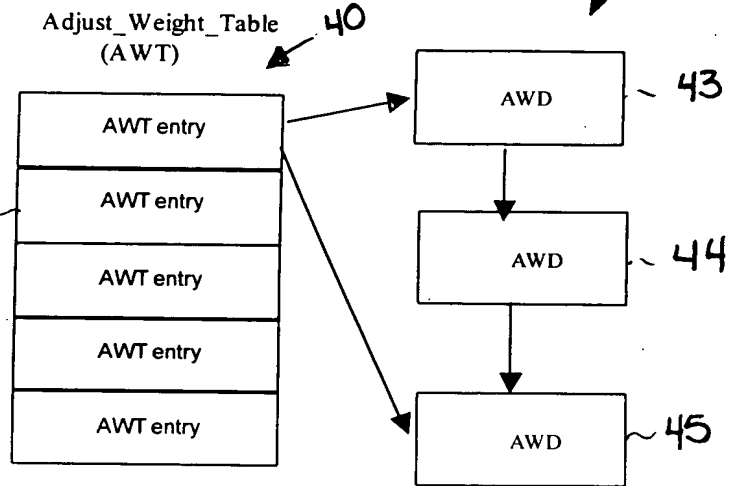 Adjust_Weight_Table
(AWT)
40
AWT entry
AWT entry
AWT entry
AWT entry
AWT entry
AWD
43
AWD
44
AWD
45